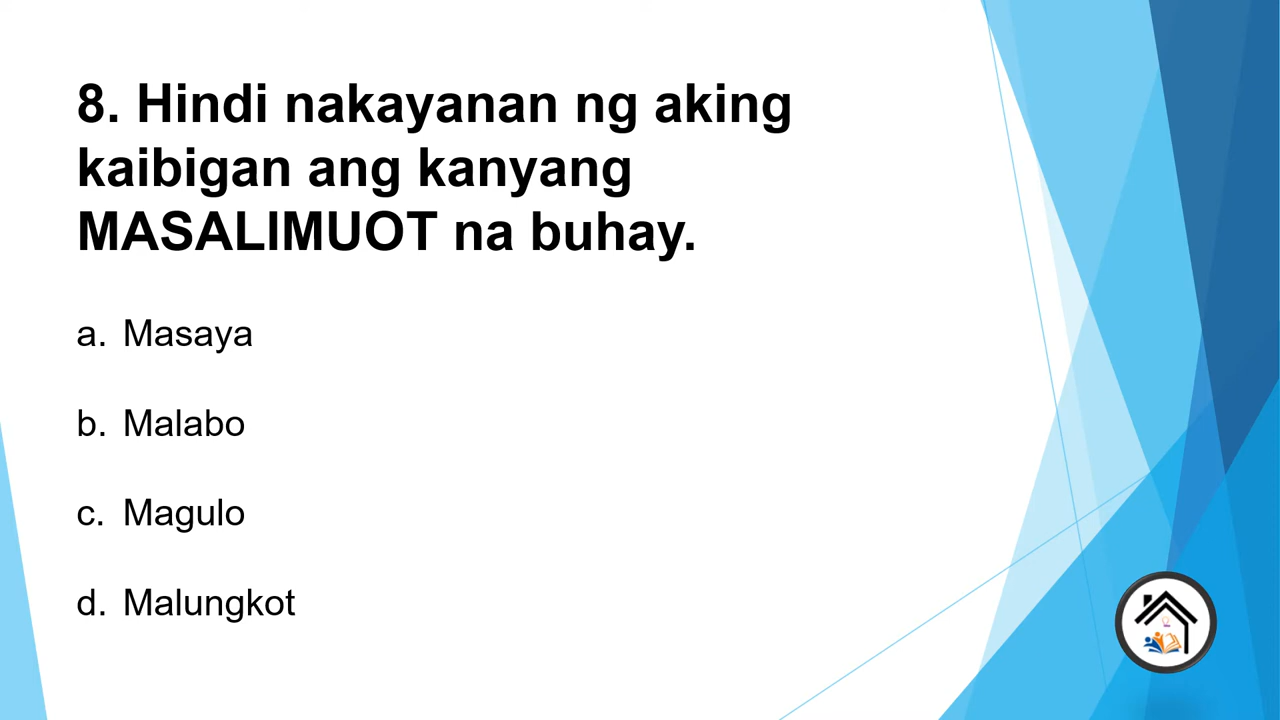 8. Hindi nakayanan ng aking
kaibigan ang kanyang
MASALIMUOT na buhay.
a. Masaya
b. Malabo
c. Magulo
d. Malungkot